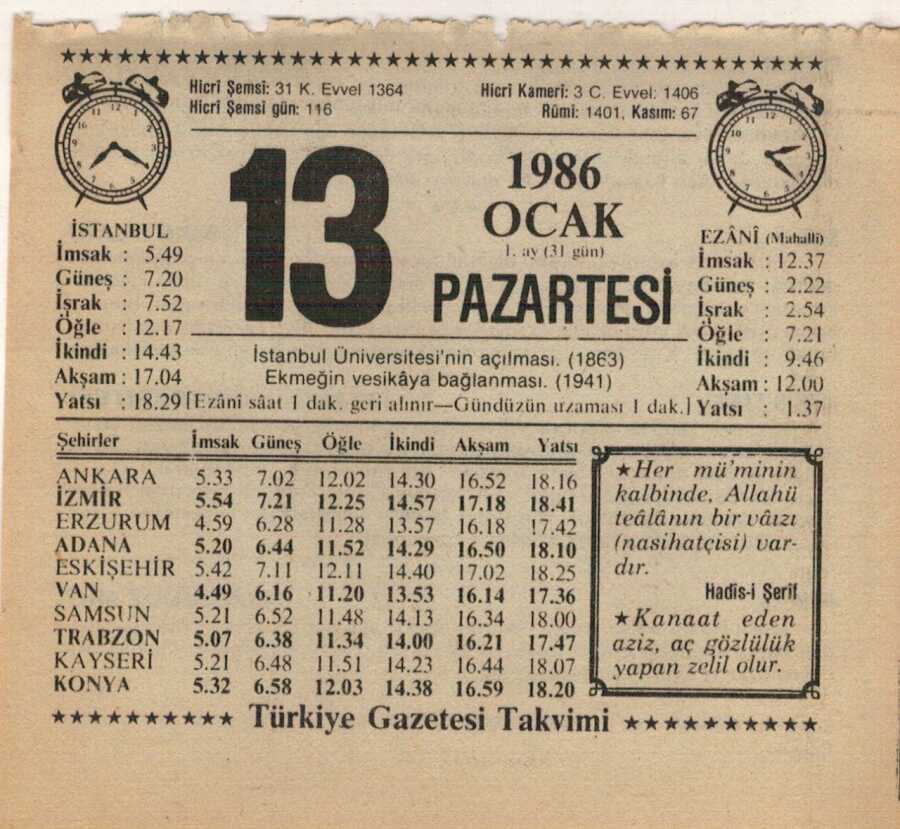 Hicrî Şemsî: 31 K. Evvel 1364
Hicrî Şemsî gün: 116
Hicrî Kamerî: 3 C. Evvel: 1406
Rûmi: 1401, Kasım: 67
13
1986
OCAK
1. ay (31 gün)
PAZARTESİ
İSTANBUL
İmsak : 5.49
Güneş : 7.20
İşrak : 7.52
Öğle : 12.17
İkindi : 14.43
Akşam : 17.04
Yatsı : 18.29
EZÂNÎ (Mahallî)
İmsak : 12.37
Güneş : 2.22
İşrak : 2.54
Öğle : 7.21
İkindi : 9.46
Akşam : 12.00
Yatsı : 1.37
İstanbul Üniversitesi'nin açılması. (1863)
Ekmeğin vesikâya bağlanması. (1941)
[Ezânî sâat 1 dak. geri alınır—Gündüzün uzaması 1 dak.]
Şehirler İmsak Güneş Öğle İkindi Akşam Yatsı
ANKARA 5.33 7.02 12.02 14.30 16.52 18.16
İZMİR 5.54 7.21 12.25 14.57 17.18 18.41
ERZURUM 4.59 6.28 11.28 13.57 16.18 17.42
ADANA 5.20 6.44 11.52 14.29 16.50 18.10
ESKİŞEHİR 5.42 7.11 12.11 14.40 17.02 18.25
VAN 4.49 6.16 11.20 13.53 16.14 17.36
SAMSUN 5.21 6.52 11.48 14.13 16.34 18.00
TRABZON 5.07 6.38 11.34 14.00 16.21 17.47
KAYSERİ 5.21 6.48 11.51 14.23 16.44 18.07
KONYA 5.32 6.58 12.03 14.38 16.59 18.20
★Her mü'minin
kalbinde, Allahü
teâlânın bir vâızı
(nasihatçisi) var-
dır.
Hadîs-i Şerîf
★Kanaat eden
aziz, aç gözlülük
yapan zelil olur.
★★★★★★★★★★ Türkiye Gazetesi Takvimi ★★★★★★★★★★